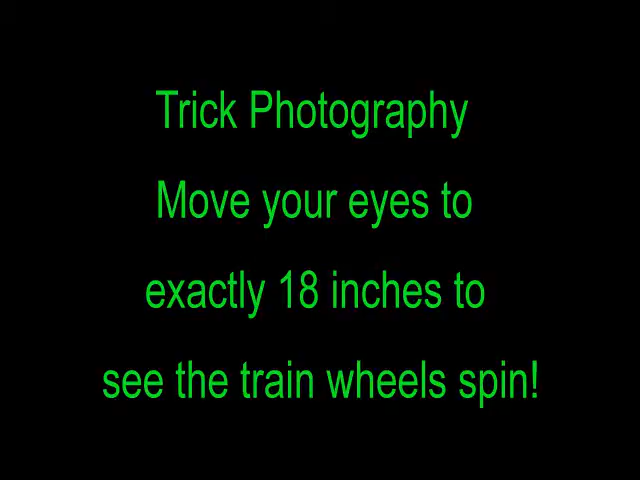 Trick Photography
Move your eyes to
exactly 18 inches to
see the train wheels spin!